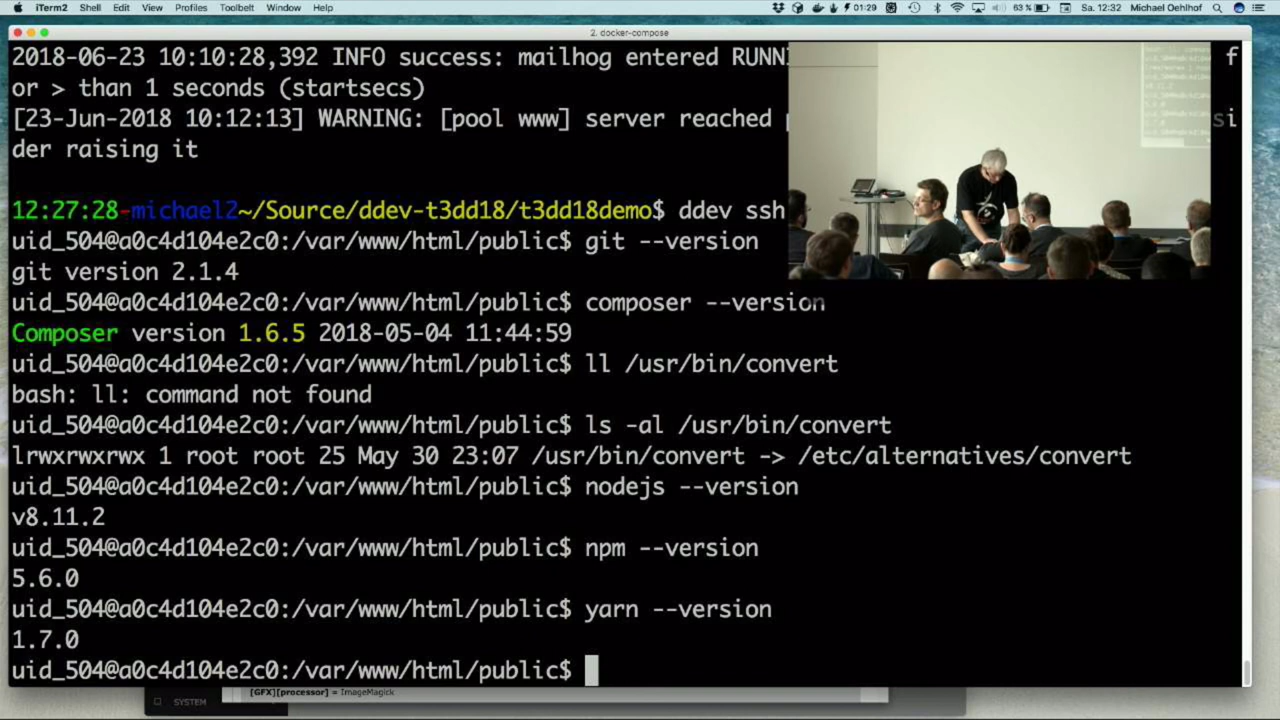 iTerm2 Shell Edit View Profiles Toolbelt Window Help 01:29 63 % Sa. 12:32 Michael Oehlhof
2. docker-compose
2018-06-23 10:10:28,392 INFO success: mailhog entered RUNNI f
or > than 1 seconds (startsecs)
[23-Jun-2018 10:12:13] WARNING: [pool www] server reached si
der raising it
12:27:28-michael2~/Source/ddev-t3dd18/t3dd18demo$ ddev ssh
uid_504@a0c4d104e2c0:/var/www/html/public$ git --version
git version 2.1.4
uid_504@a0c4d104e2c0:/var/www/html/public$ composer --version
Composer version 1.6.5 2018-05-04 11:44:59
uid_504@a0c4d104e2c0:/var/www/html/public$ ll /usr/bin/convert
bash: ll: command not found
uid_504@a0c4d104e2c0:/var/www/html/public$ ls -al /usr/bin/convert
lrwxrwxrwx 1 root root 25 May 30 23:07 /usr/bin/convert -> /etc/alternatives/convert
uid_504@a0c4d104e2c0:/var/www/html/public$ nodejs --version
v8.11.2
uid_504@a0c4d104e2c0:/var/www/html/public$ npm --version
5.6.0
uid_504@a0c4d104e2c0:/var/www/html/public$ yarn --version
1.7.0
uid_504@a0c4d104e2c0:/var/www/html/public$
[GFX][processor] = ImageMagick
SYSTEM